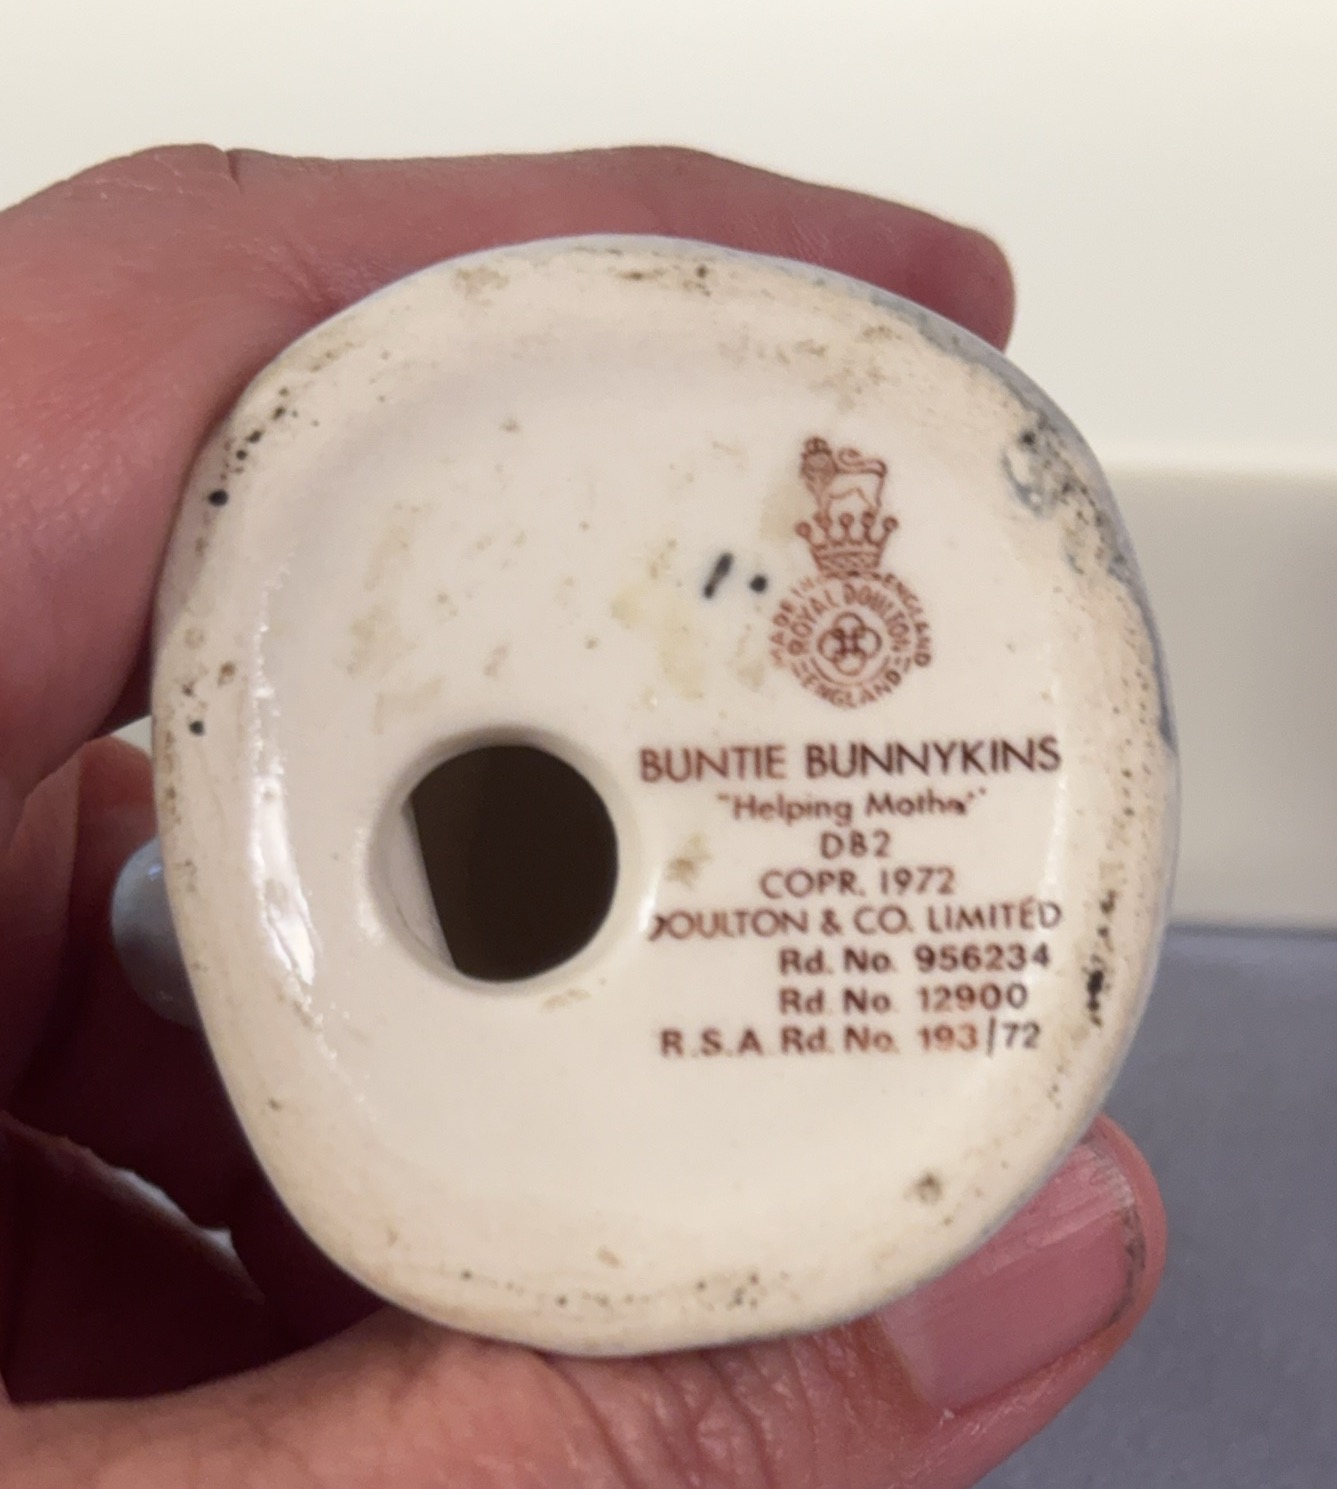 MADE IN ENGLAND
ROYAL DOULTON
ENGLAND
BUNTIE BUNNYKINS
"Helping Mother"
DB2
COPR. 1972
DOULTON & CO. LIMITED
Rd. No. 956234
Rd. No. 12900
R.S.A. Rd. No. 193/72